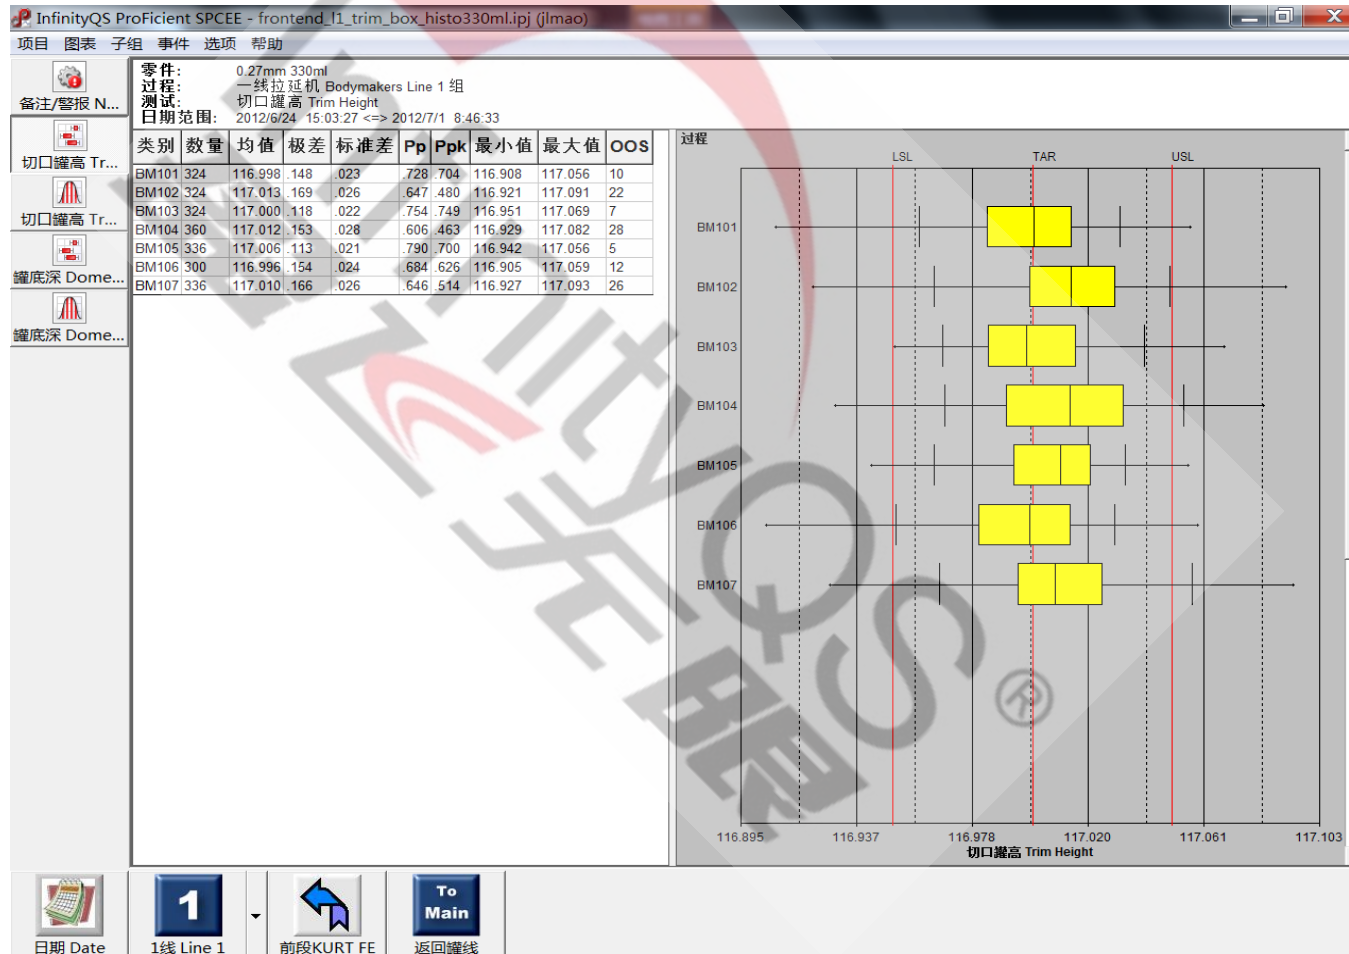 InfinityQS ProFicient SPCEE - frontend_l1_trim_box_histo330ml.ipj (jlmao)
项目 图表 子组 事件 选项 帮助
备注/警报 N...
切口罐高 Tr...
切口罐高 Tr...
罐底深 Dome...
罐底深 Dome...
零件: 0.27mm 330ml
过程: 一线拉延机 Bodymakers Line 1 组
测试: 切口罐高 Trim Height
日期范围: 2012/6/24 15:03:27 <=> 2012/7/1 8:46:33
类别 数量 均值 极差 标准差 Pp Ppk 最小值 最大值 OOS
BM101 324 116.998 .148 .023 .728 .704 116.908 117.056 10
BM102 324 117.013 .169 .026 .647 .480 116.921 117.091 22
BM103 324 117.000 .118 .022 .754 .749 116.951 117.069 7
BM104 360 117.012 .153 .028 .606 .463 116.929 117.082 28
BM105 336 117.006 .113 .021 .790 .700 116.942 117.056 5
BM106 300 116.996 .154 .024 .684 .626 116.905 117.059 12
BM107 336 117.010 .166 .026 .646 .514 116.927 117.093 26
过程
LSL TAR USL
BM101
BM102
BM103
BM104
BM105
BM106
BM107
116.895 116.937 116.978 117.020 117.061 117.103
切口罐高 Trim Height
InfinityQS®
盈飞无限
1
To
Main
日期 Date
1线 Line 1
前段KURT FE
返回罐线